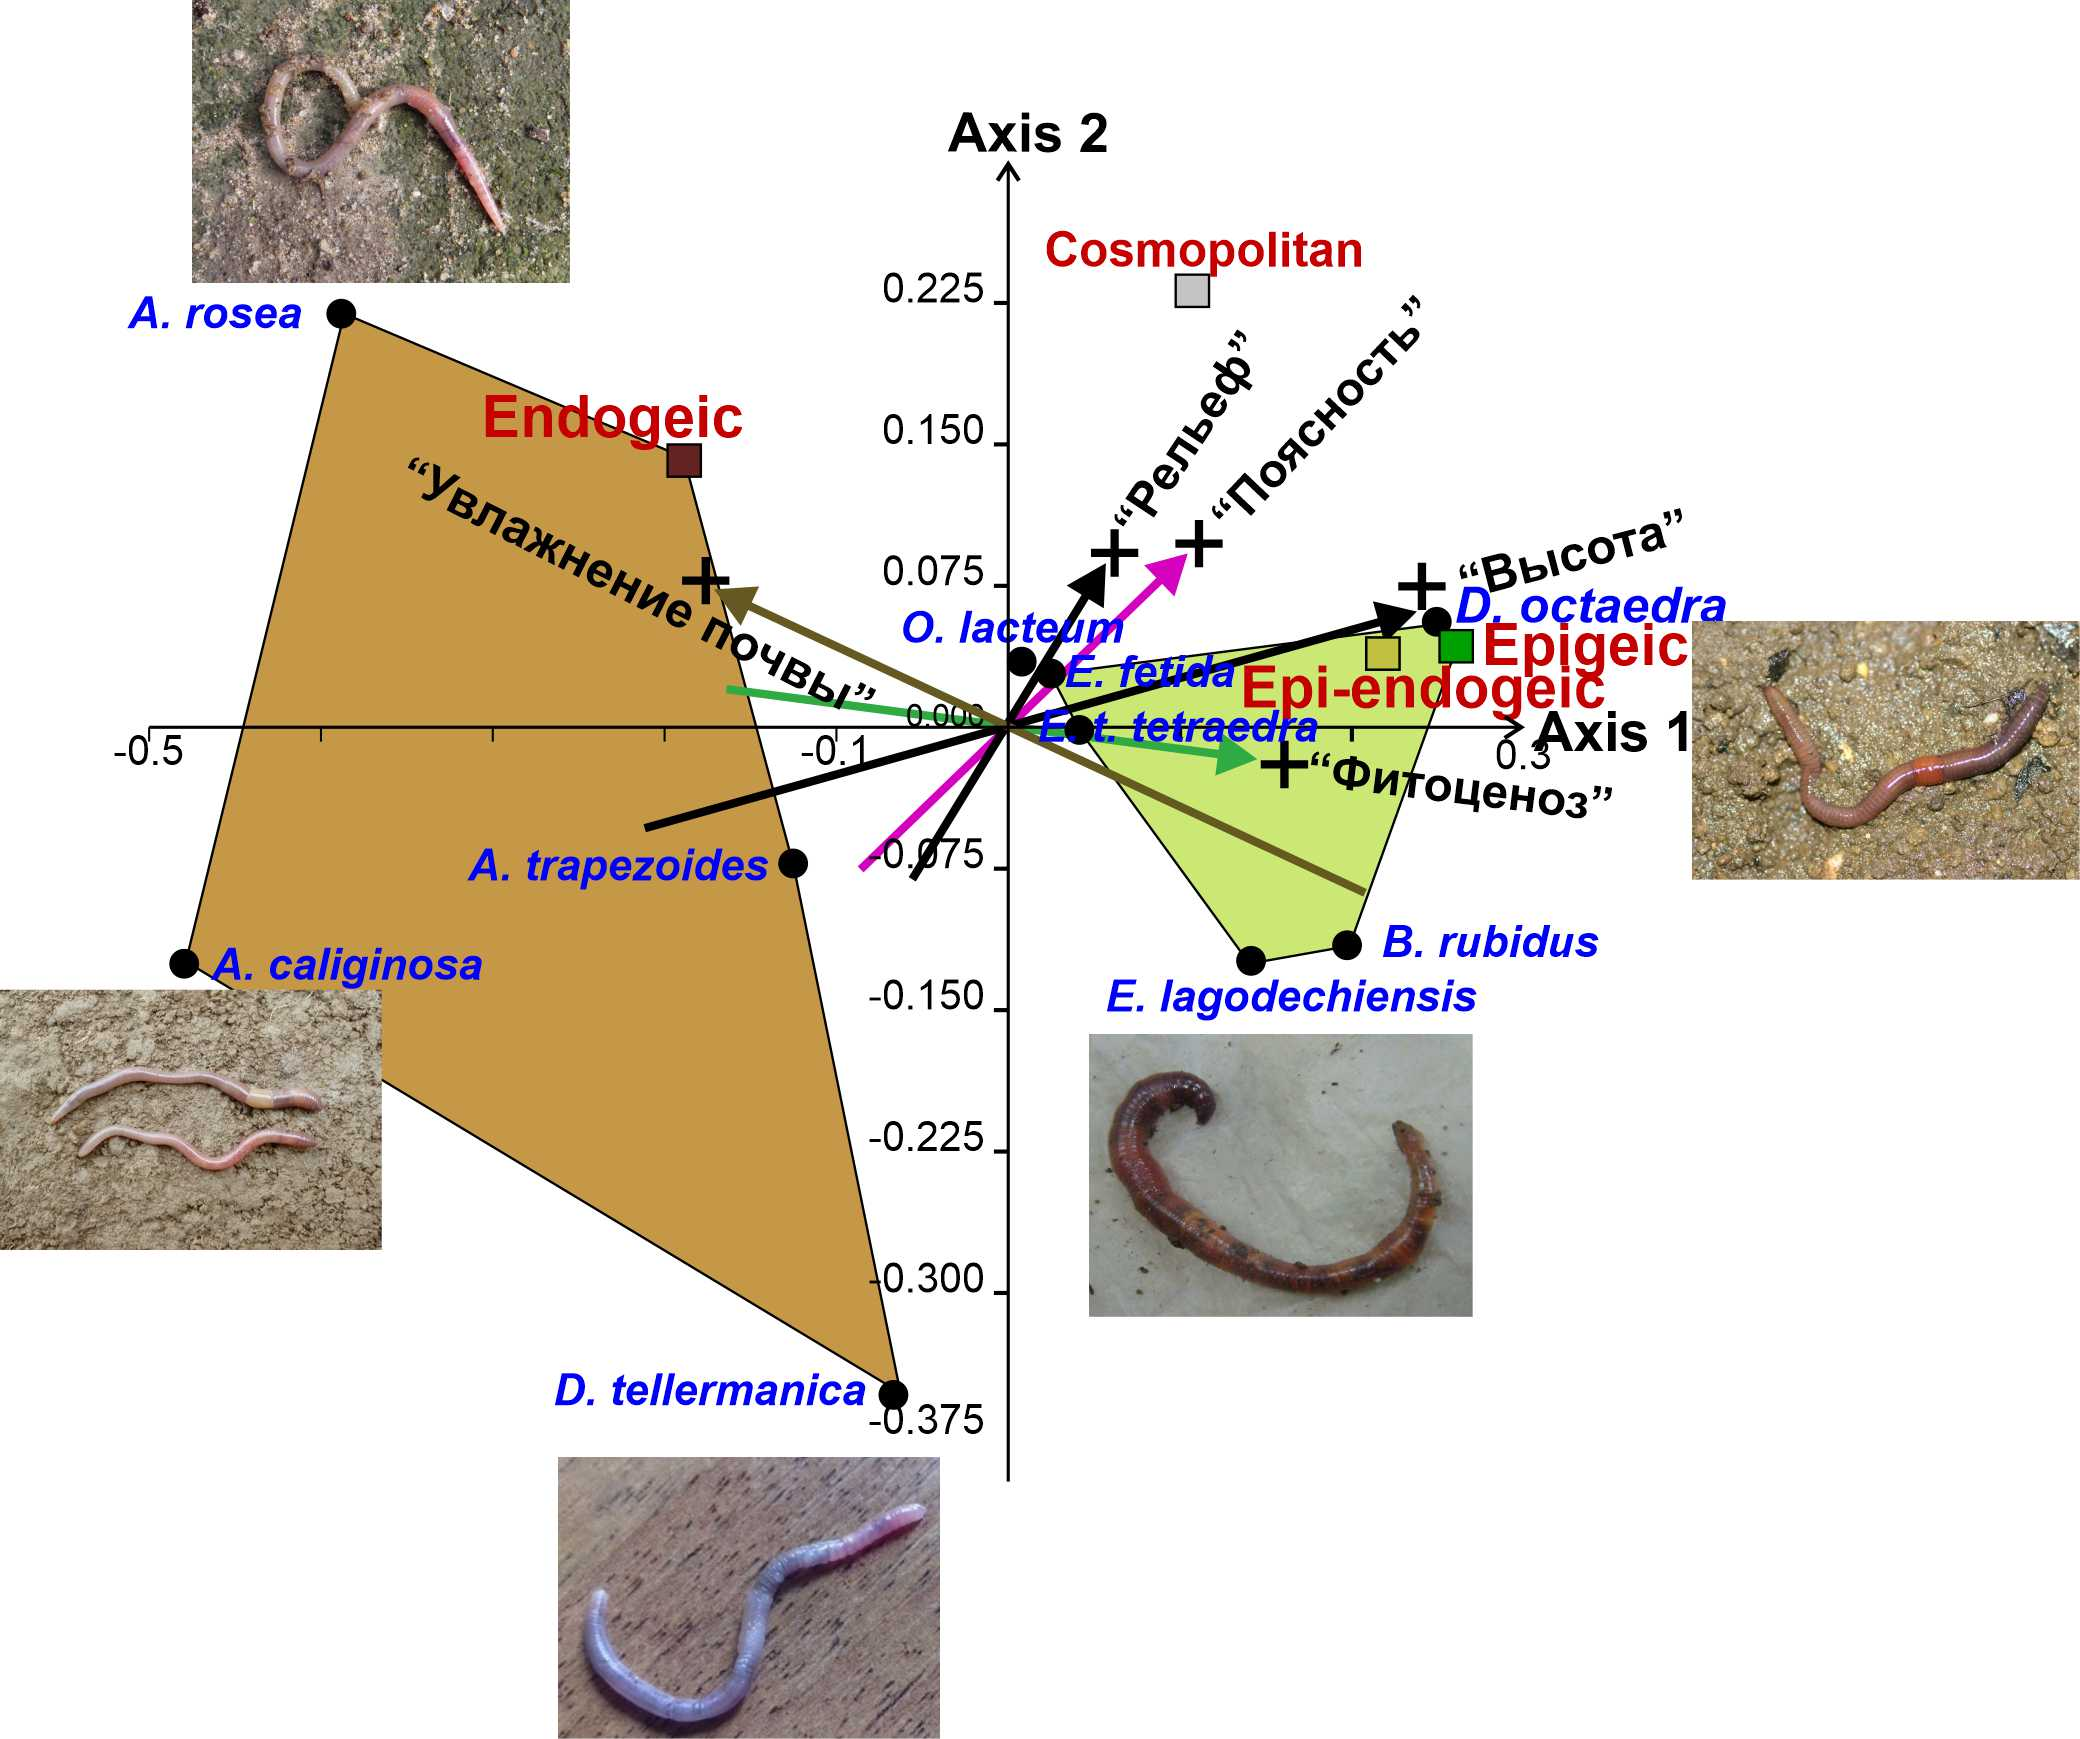 Axis 2
Cosmopolitan
0.225
“Рельеф”
“Поясность”
A. rosea
Endogeic
0.150
“Увлажнение почвы”
0.075
“Высота”
D. octaedra
O. lacteum
E. fetida
Epigeic
Epi-endogeic
0.000
E. t. tetraedra
Axis 1
-0.5
-0.1
0.3
“Фитоценоз”
-0.075
A. trapezoides
A. caliginosa
B. rubidus
-0.150
E. lagodechiensis
-0.225
-0.300
D. tellermanica
-0.375